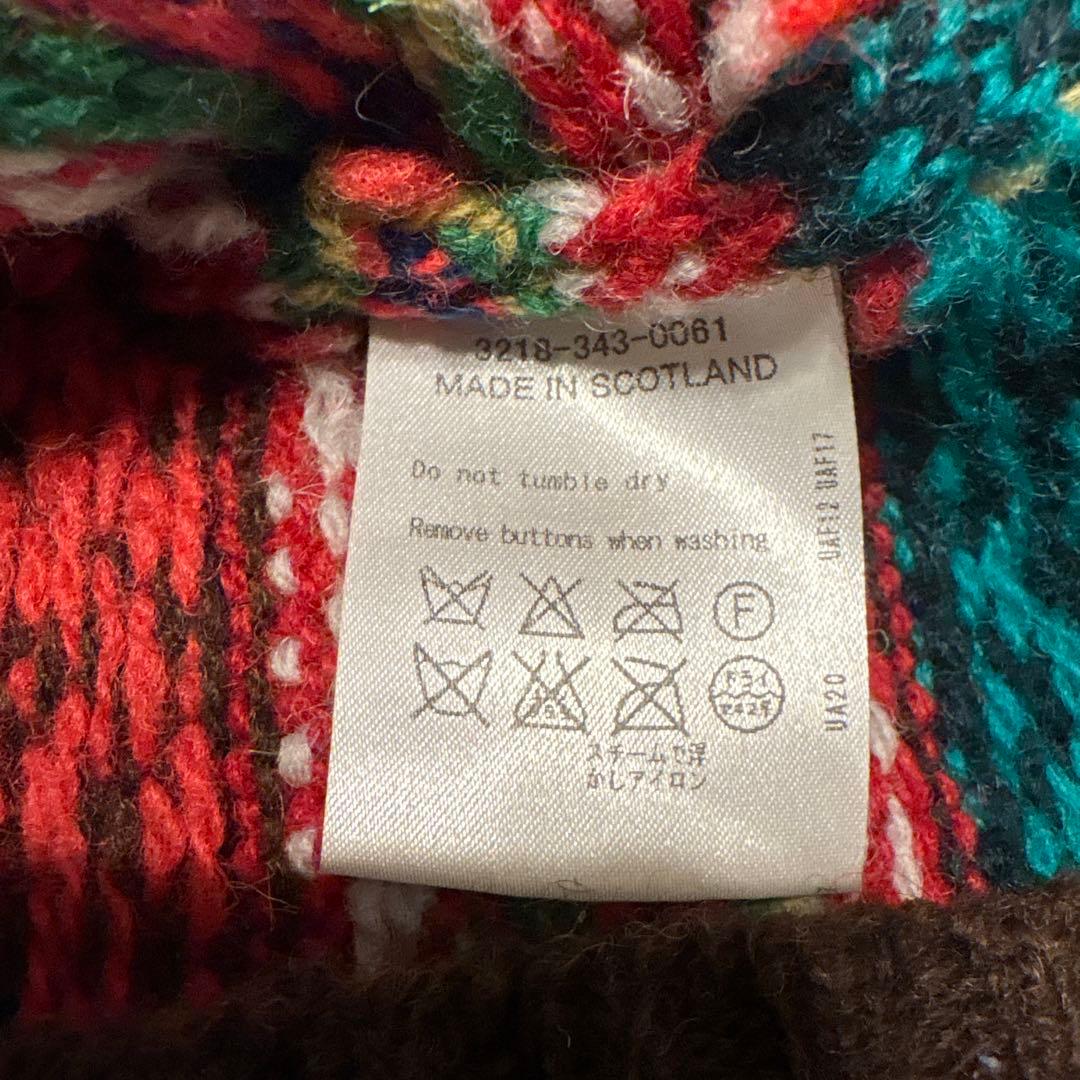 3218-343-0061
MADE IN SCOTLAND
Do not tumble dry
Remove buttons when washing
F
ドライ
セキユ系
スチームで浮
かしアイロン
UAF12 UAF17
UA20